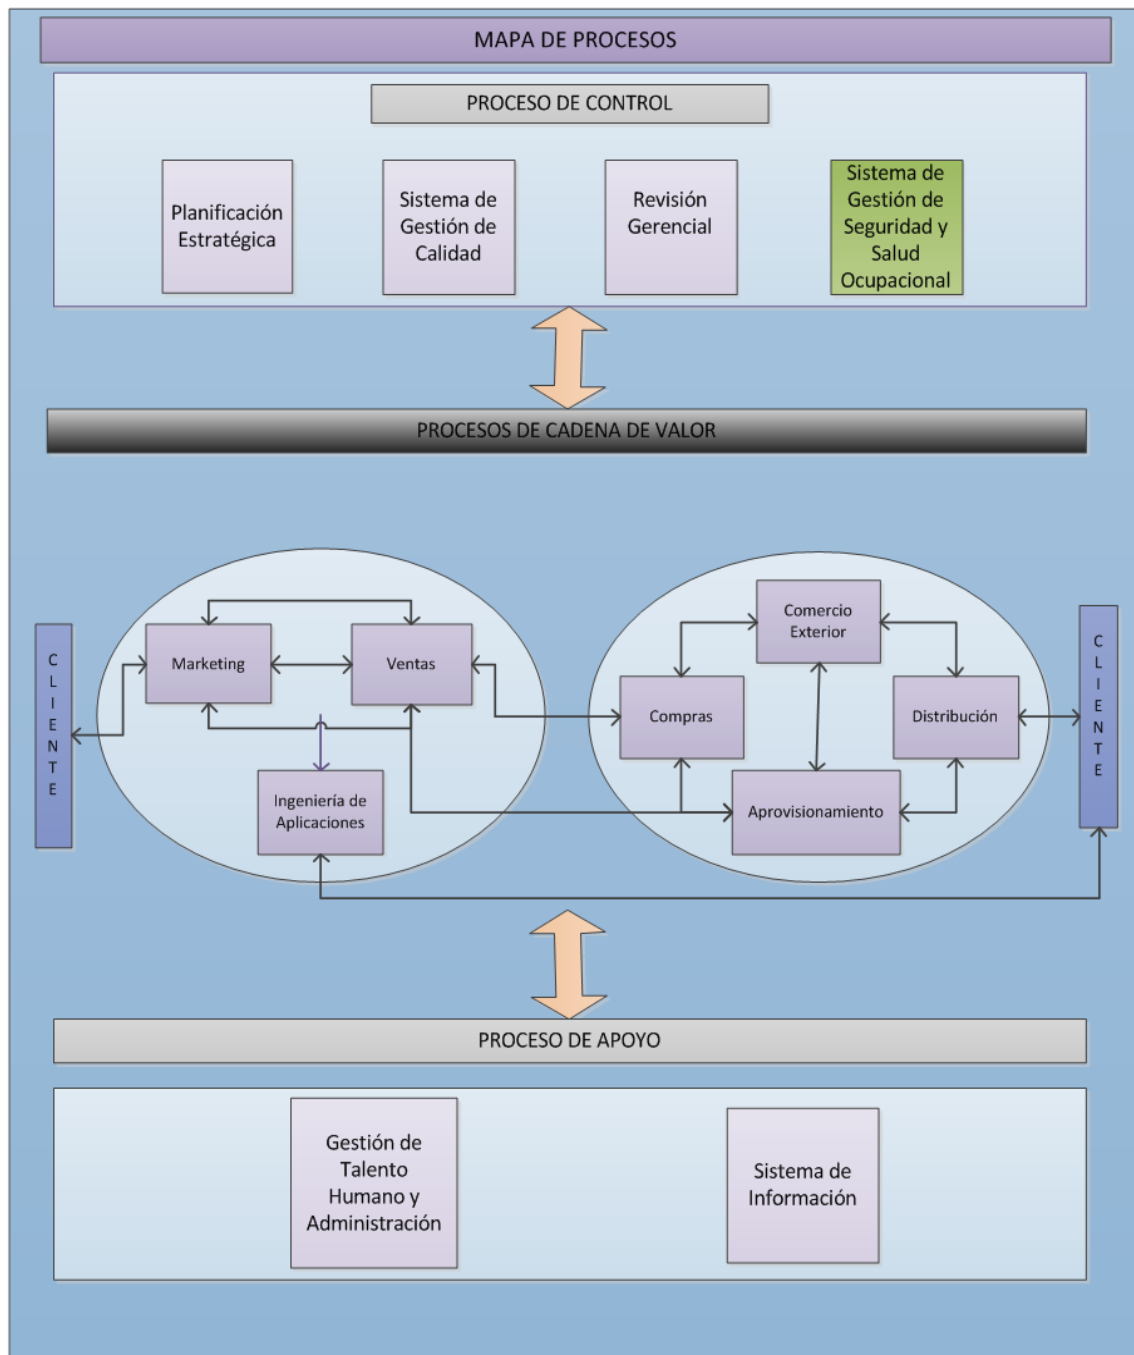 MAPA DE PROCESOS
PROCESO DE CONTROL
Planificación
Estratégica
Sistema de
Gestión de
Calidad
Revisión
Gerencial
Sistema de
Gestión de
Seguridad y
Salud
Ocupacional
PROCESOS DE CADENA DE VALOR
CLIENTE
Marketing
Ventas
Ingeniería de
Aplicaciones
Comercio
Exterior
Compras
Distribución
Aprovisionamiento
CLIENTE
PROCESO DE APOYO
Gestión de
Talento
Humano y
Administración
Sistema de
Información